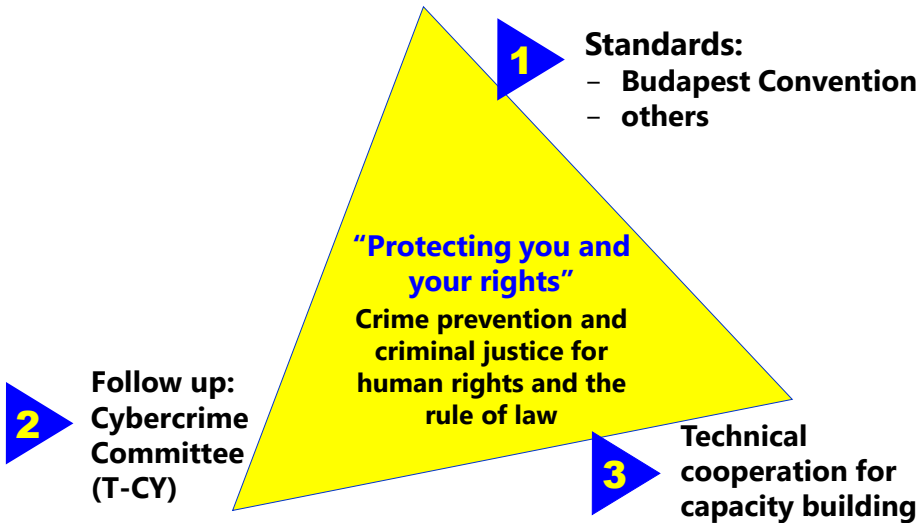 1
Standards:
– Budapest Convention
– others
“Protecting you and
your rights”
Crime prevention and
criminal justice for
human rights and the
rule of law
2
Follow up:
Cybercrime
Committee
(T-CY)
3
Technical
cooperation for
capacity building